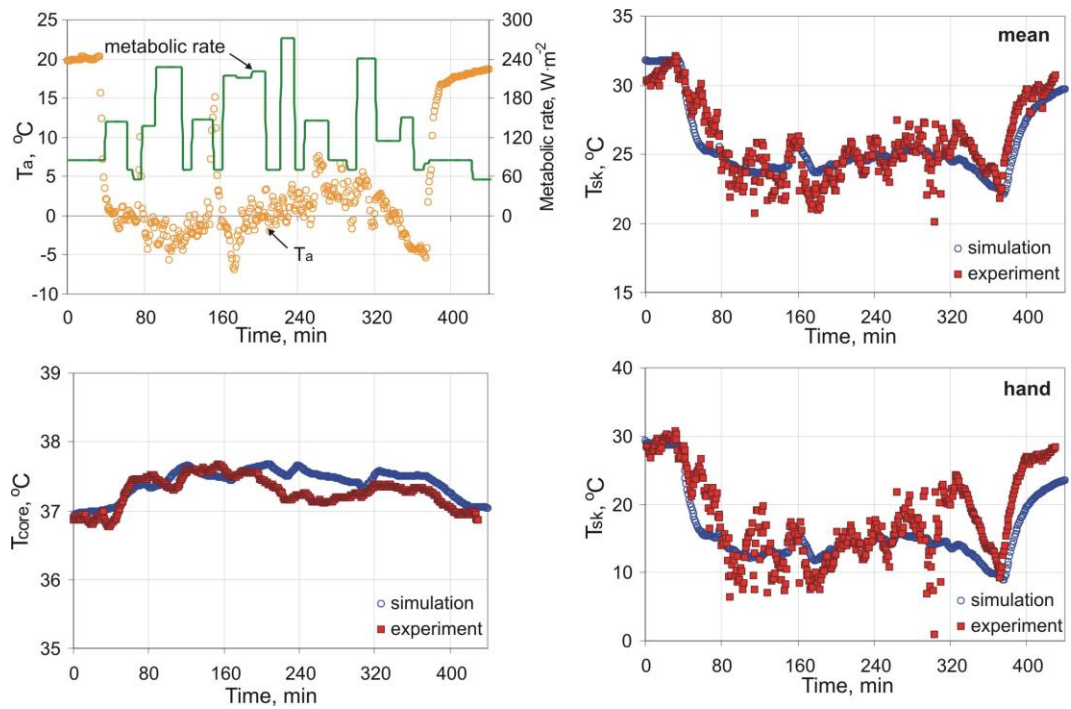 25
20
15
10
5
0
-5
-10
Ta, ⁰C
metabolic rate
Ta
300
240
180
120
60
0
Metabolic rate, W·m-2
0 80 160 240 320 400
Time, min
35
30
25
20
15
Tsk, ⁰C
mean
simulation
experiment
0 80 160 240 320 400
Time, min
39
38
37
36
35
Tcore, ⁰C
simulation
experiment
0 80 160 240 320 400
Time, min
40
30
20
10
0
Tsk, ⁰C
hand
simulation
experiment
0 80 160 240 320 400
Time, min